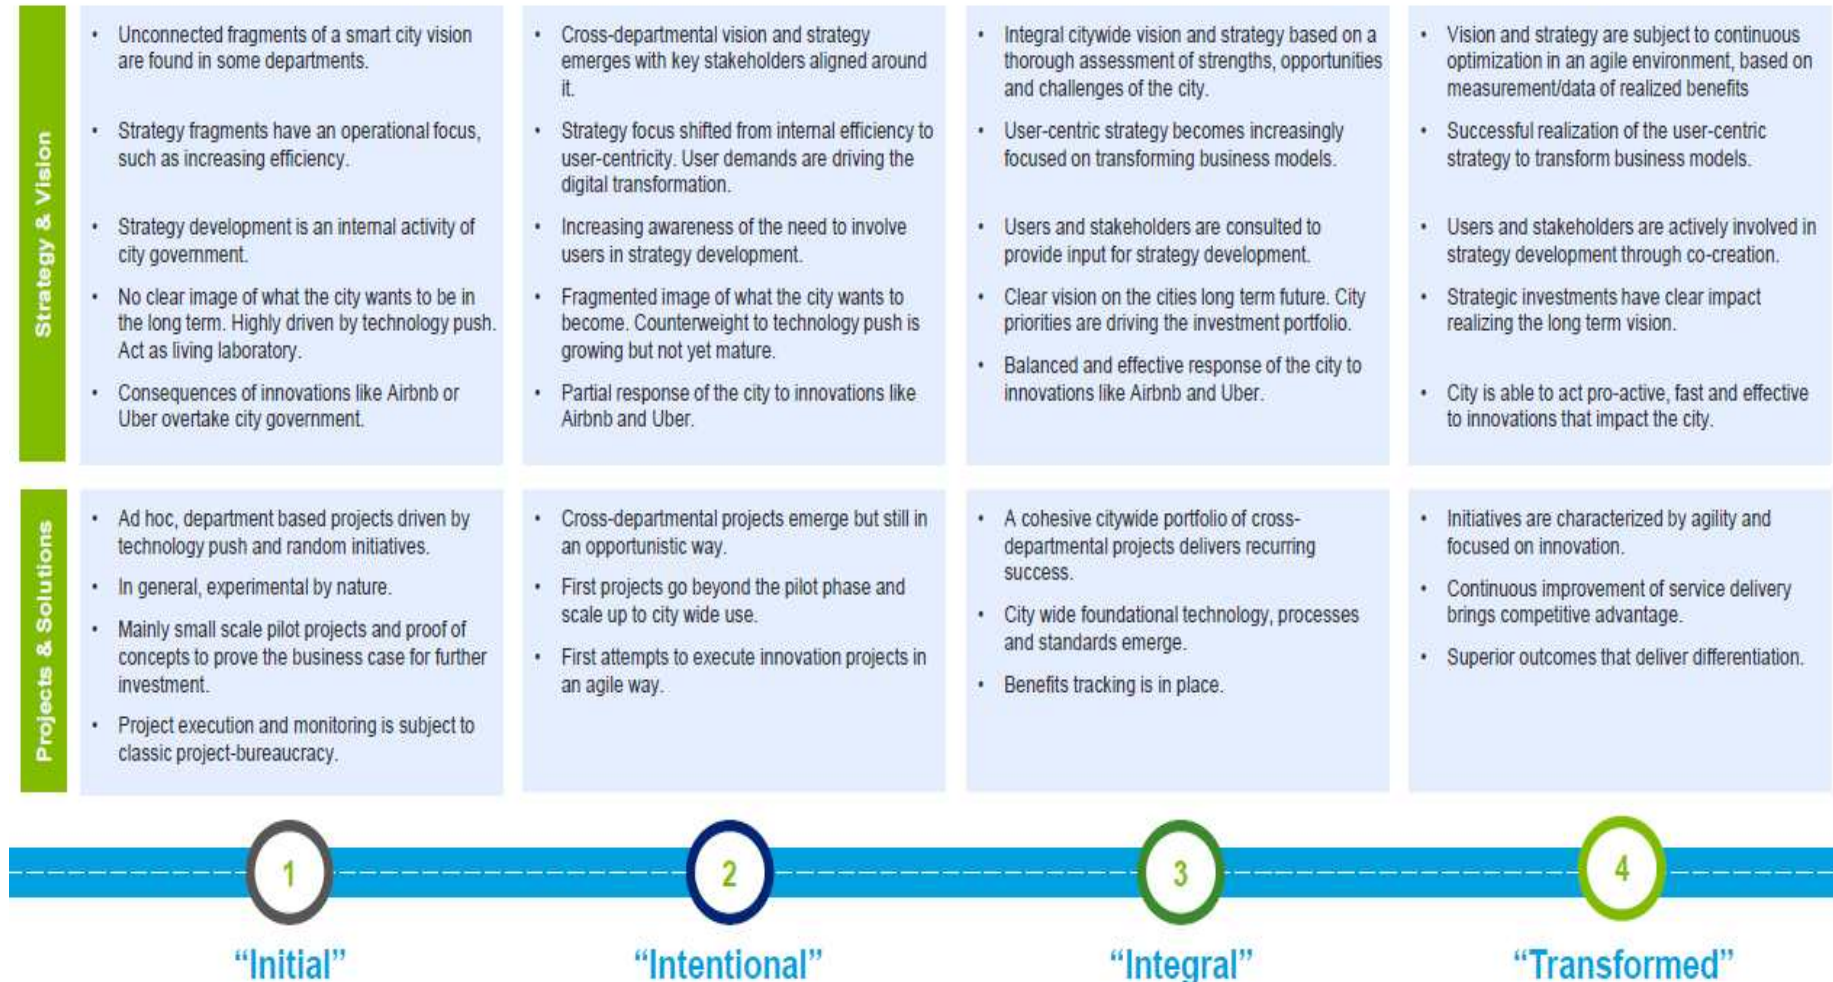 Strategy & Vision
• Unconnected fragments of a smart city vision
are found in some departments.
• Strategy fragments have an operational focus,
such as increasing efficiency.
• Strategy development is an internal activity of
city government.
• No clear image of what the city wants to be in
the long term. Highly driven by technology push.
Act as living laboratory.
• Consequences of innovations like Airbnb or
Uber overtake city government.
• Cross-departmental vision and strategy
emerges with key stakeholders aligned around
it.
• Strategy focus shifted from internal efficiency to
user-centricity. User demands are driving the
digital transformation.
• Increasing awareness of the need to involve
users in strategy development.
• Fragmented image of what the city wants to
become. Counterweight to technology push is
growing but not yet mature.
• Partial response of the city to innovations like
Airbnb and Uber.
• Integral citywide vision and strategy based on a
thorough assessment of strengths, opportunities
and challenges of the city.
• User-centric strategy becomes increasingly
focused on transforming business models.
• Users and stakeholders are consulted to
provide input for strategy development.
• Clear vision on the cities long term future. City
priorities are driving the investment portfolio.
• Balanced and effective response of the city to
innovations like Airbnb and Uber.
• Vision and strategy are subject to continuous
optimization in an agile environment, based on
measurement/data of realized benefits
• Successful realization of the user-centric
strategy to transform business models.
• Users and stakeholders are actively involved in
strategy development through co-creation.
• Strategic investments have clear impact
realizing the long term vision.
• City is able to act pro-active, fast and effective
to innovations that impact the city.
Projects & Solutions
• Ad hoc, department based projects driven by
technology push and random initiatives.
• In general, experimental by nature.
• Mainly small scale pilot projects and proof of
concepts to prove the business case for further
investment.
• Project execution and monitoring is subject to
classic project-bureaucracy.
• Cross-departmental projects emerge but still in
an opportunistic way.
• First projects go beyond the pilot phase and
scale up to city wide use.
• First attempts to execute innovation projects in
an agile way.
• A cohesive citywide portfolio of cross-
departmental projects delivers recurring
success.
• City wide foundational technology, processes
and standards emerge.
• Benefits tracking is in place.
• Initiatives are characterized by agility and
focused on innovation.
• Continuous improvement of service delivery
brings competitive advantage.
• Superior outcomes that deliver differentiation.
1
2
3
4
“Initial”
“Intentional”
“Integral”
“Transformed”